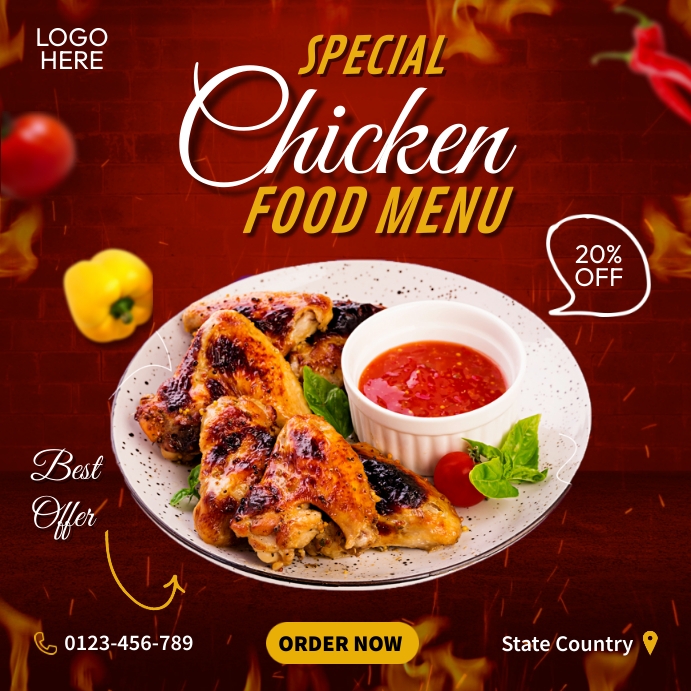 LOGO
HERE
SPECIAL
Chicken
FOOD MENU
20%
OFF
Best
Offer
0123-456-789
ORDER NOW
State Country